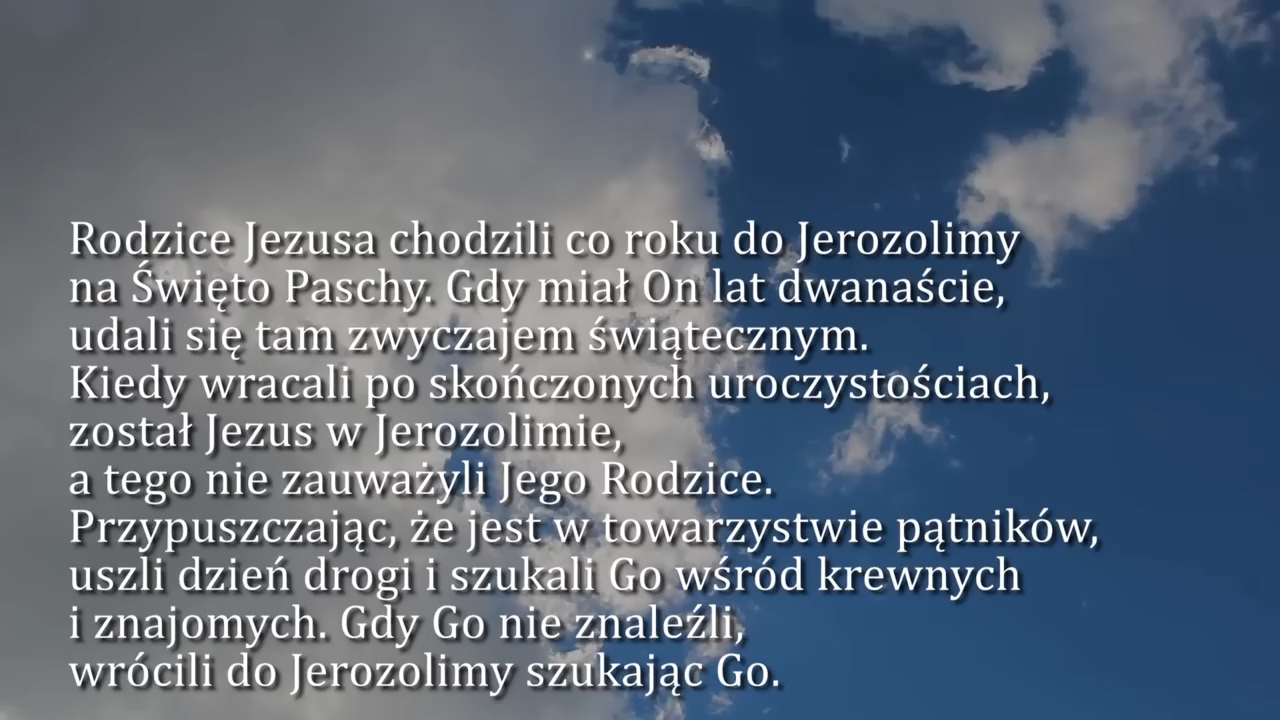 Rodzice Jezusa chodzili co roku do Jerozolimy
na Święto Paschy. Gdy miał On lat dwanaście,
udali się tam zwyczajem świątecznym.
Kiedy wracali po skończonych uroczystościach,
został Jezus w Jerozolimie,
a tego nie zauważyli Jego Rodzice.
Przypuszczając, że jest w towarzystwie pątników,
uszli dzień drogi i szukali Go wśród krewnych
i znajomych. Gdy Go nie znaleźli,
wrócili do Jerozolimy szukając Go.